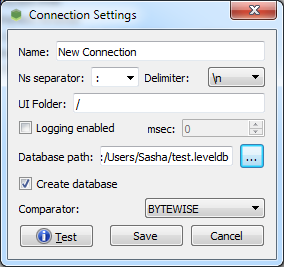 Connection Settings
Name: New Connection
Ns separator: : Delimiter: \n
UI Folder: /
Logging enabled msec: 0
Database path: :/Users/Sasha/test.leveldb ...
Create database
Comparator: BYTEWISE
Test Save Cancel